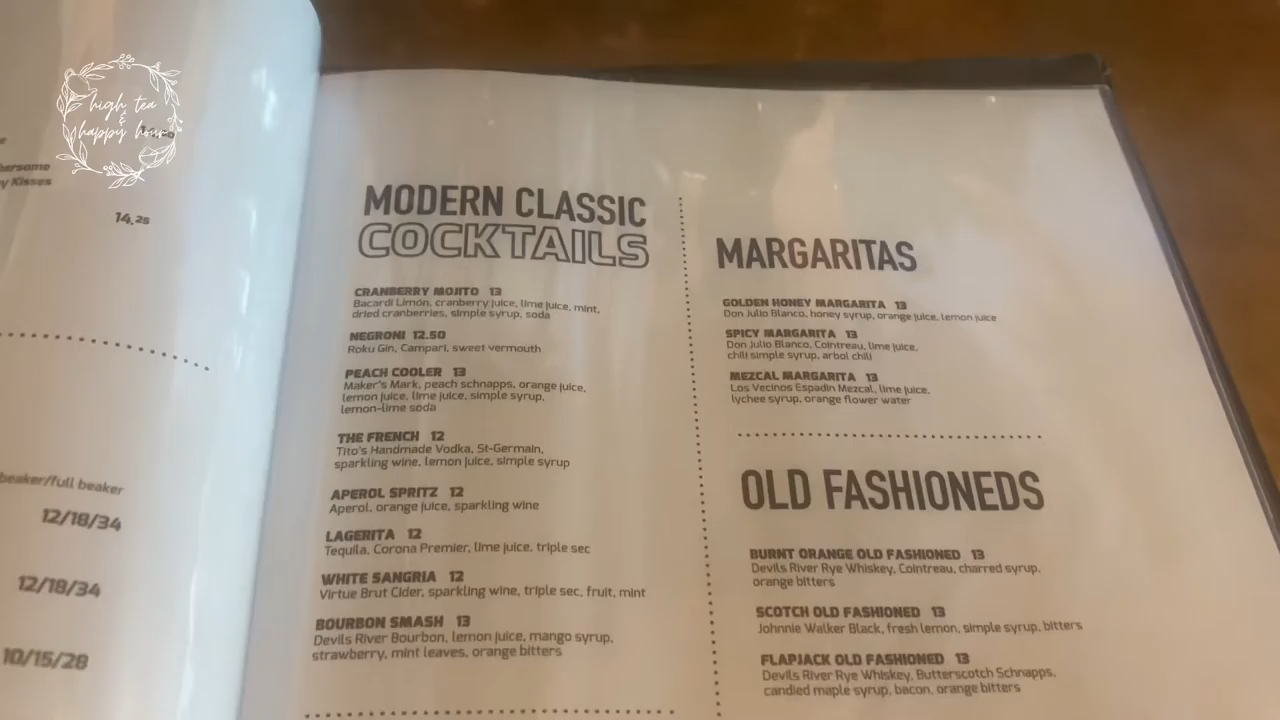 high tea
&
happy hour
hersome
y Kisses
14.25
beaker/full beaker
12/18/34
12/18/34
10/15/28
MODERN CLASSIC
COCKTAILS
CRANBERRY MOJITO 13
Bacardi Limón, cranberry juice, lime juice, mint,
dried cranberries, simple syrup, soda
NEGRONI 12.50
Roku Gin, Campari, sweet vermouth
PEACH COOLER 13
Maker's Mark, peach schnapps, orange juice,
lemon juice, lime juice, simple syrup,
lemon-lime soda
THE FRENCH 12
Tito's Handmade Vodka, St-Germain,
sparkling wine, lemon juice, simple syrup
APEROL SPRITZ 12
Aperol, orange juice, sparkling wine
LAGERITA 12
Tequila, Corona Premier, lime juice, triple sec
WHITE SANGRIA 12
Virtue Brut Cider, sparkling wine, triple sec, fruit, mint
BOURBON SMASH 13
Devils River Bourbon, lemon juice, mango syrup,
strawberry, mint leaves, orange bitters
MARGARITAS
GOLDEN HONEY MARGARITA 13
Don Julio Blanco, honey syrup, orange juice, lemon juice
SPICY MARGARITA 13
Don Julio Blanco, Cointreau, lime juice,
chili simple syrup, arbol chili
MEZCAL MARGARITA 13
Los Vecinos Espadin Mezcal, lime juice,
lychee syrup, orange flower water
OLD FASHIONEDS
BURNT ORANGE OLD FASHIONED 13
Devils River Rye Whiskey, Cointreau, charred syrup,
orange bitters
SCOTCH OLD FASHIONED 13
Johnnie Walker Black, fresh lemon, simple syrup, bitters
FLAPJACK OLD FASHIONED 13
Devils River Rye Whiskey, Butterscotch Schnapps,
candied maple syrup, bacon, orange bitters